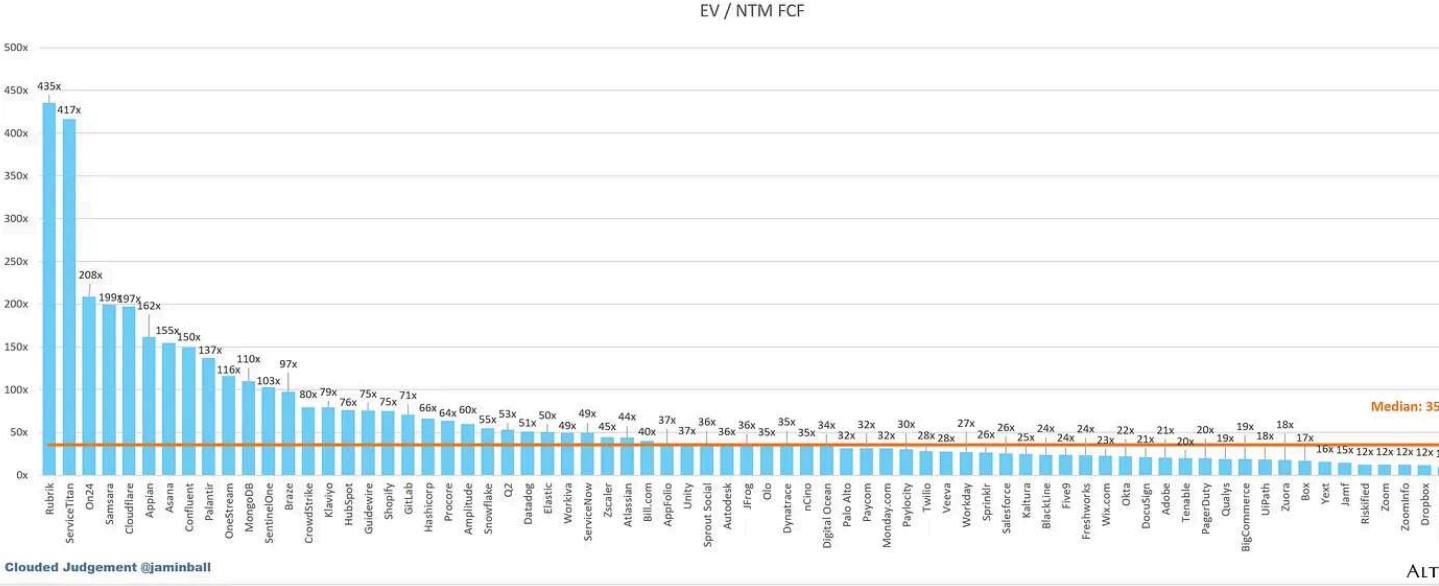 EV / NTM FCF
500x
450x
400x
350x
300x
250x
200x
150x
100x
50x
0x
435x
417x
208x
199x
197x
162x
155x
150x
137x
116x
110x
103x
97x
80x
79x
76x
75x
75x
71x
66x
64x
60x
55x
53x
51x
50x
49x
49x
45x
44x
40x
37x
37x
36x
36x
36x
35x
35x
35x
34x
32x
32x
32x
30x
28x
28x
27x
26x
26x
25x
24x
24x
24x
23x
22x
21x
21x
20x
20x
19x
19x
18x
18x
17x
16x
15x
12x
12x
12x
12x
1
Median: 35
Rubrik
ServiceTitan
On24
Samsara
Cloudflare
Appian
Asana
Confluent
Palantir
OneStream
MongoDB
SentinelOne
Braze
CrowdStrike
Klaviyo
HubSpot
Guidewire
Shopify
GitLab
Hashicorp
Procore
Amplitude
Snowflake
Q2
Datadog
Elastic
Workiva
ServiceNow
Zscaler
Atlassian
Bill.com
AppFolio
Unity
Sprout Social
Autodesk
JFrog
Olo
Dynatrace
nCino
Digital Ocean
Palo Alto
Paycom
Monday.com
Paylocity
Twilio
Veeva
Workday
Sprinklr
Salesforce
Kaltura
BlackLine
Five9
Freshworks
Wix.com
Okta
DocuSign
Adobe
Tenable
PagerDuty
Qualys
BigCommerce
UiPath
Zuora
Box
Yext
Jamf
Riskified
Zoom
ZoomInfo
Dropbox
Clouded Judgement @jaminball
ALT